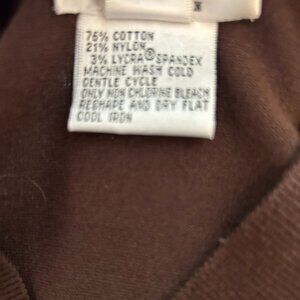 76% COTTON
21% NYLON
3% LYCRA® SPANDEX
MACHINE WASH COLD
GENTLE CYCLE
ONLY NON CHLORINE BLEACH
RESHAPE AND DRY FLAT
COOL IRON